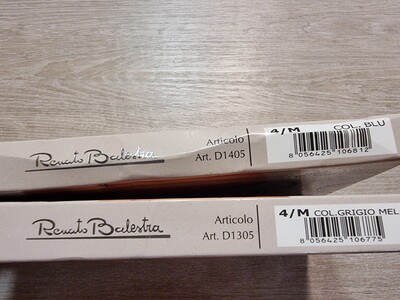 Renato Balestra
Articolo
Art. D1405
4/M COL. BLU
8 056425 106812
Renato Balestra
Articolo
Art. D1305
4/M COL.GRIGIO MEL
8 056425 106775